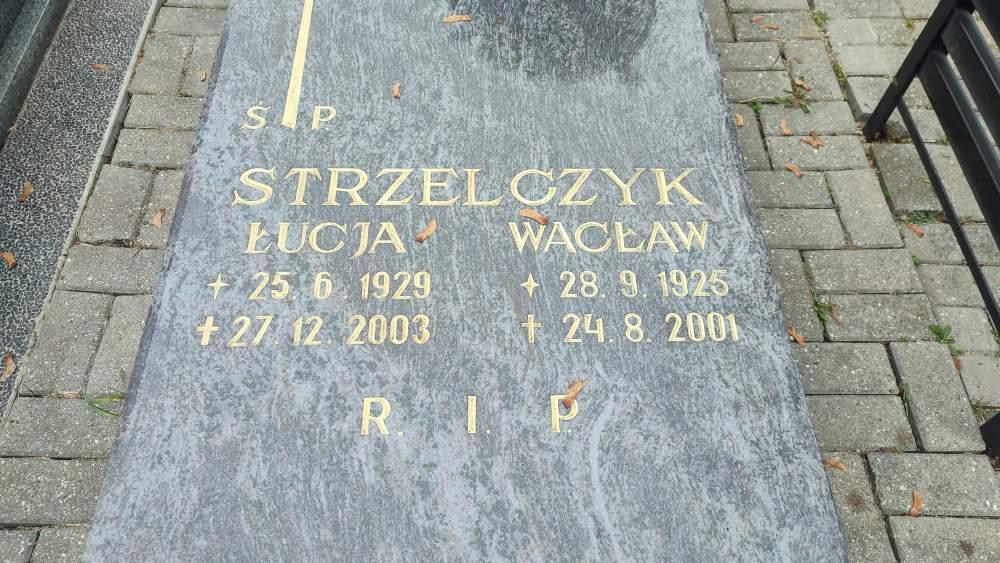 Ś P
STRZELCZYK
ŁUCJA WACŁAW
25.6.1929 28.9.1925
27.12.2003 24.8.2001
R. I. P.